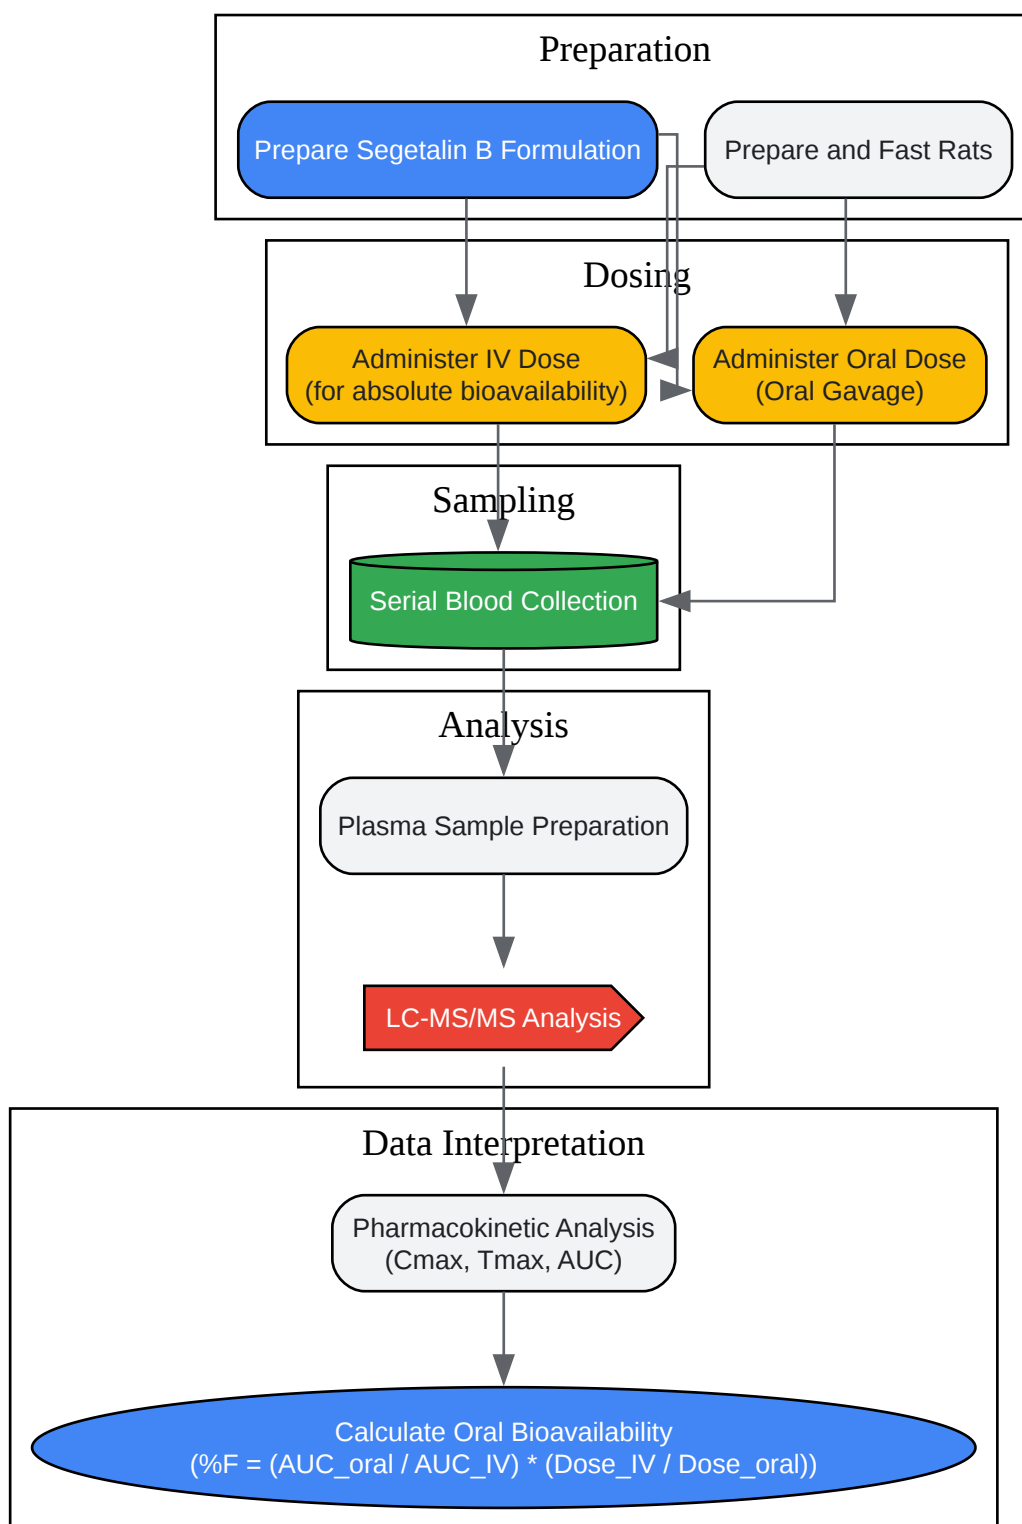 Preparation
Prepare Segetalin B Formulation
Prepare and Fast Rats
Dosing
Administer IV Dose
(for absolute bioavailability)
Administer Oral Dose
(Oral Gavage)
Sampling
Serial Blood Collection
Analysis
Plasma Sample Preparation
LC-MS/MS Analysis
Data Interpretation
Pharmacokinetic Analysis
(Cmax, Tmax, AUC)
Calculate Oral Bioavailability
(%F = (AUC_oral / AUC_IV) * (Dose_IV / Dose_oral))